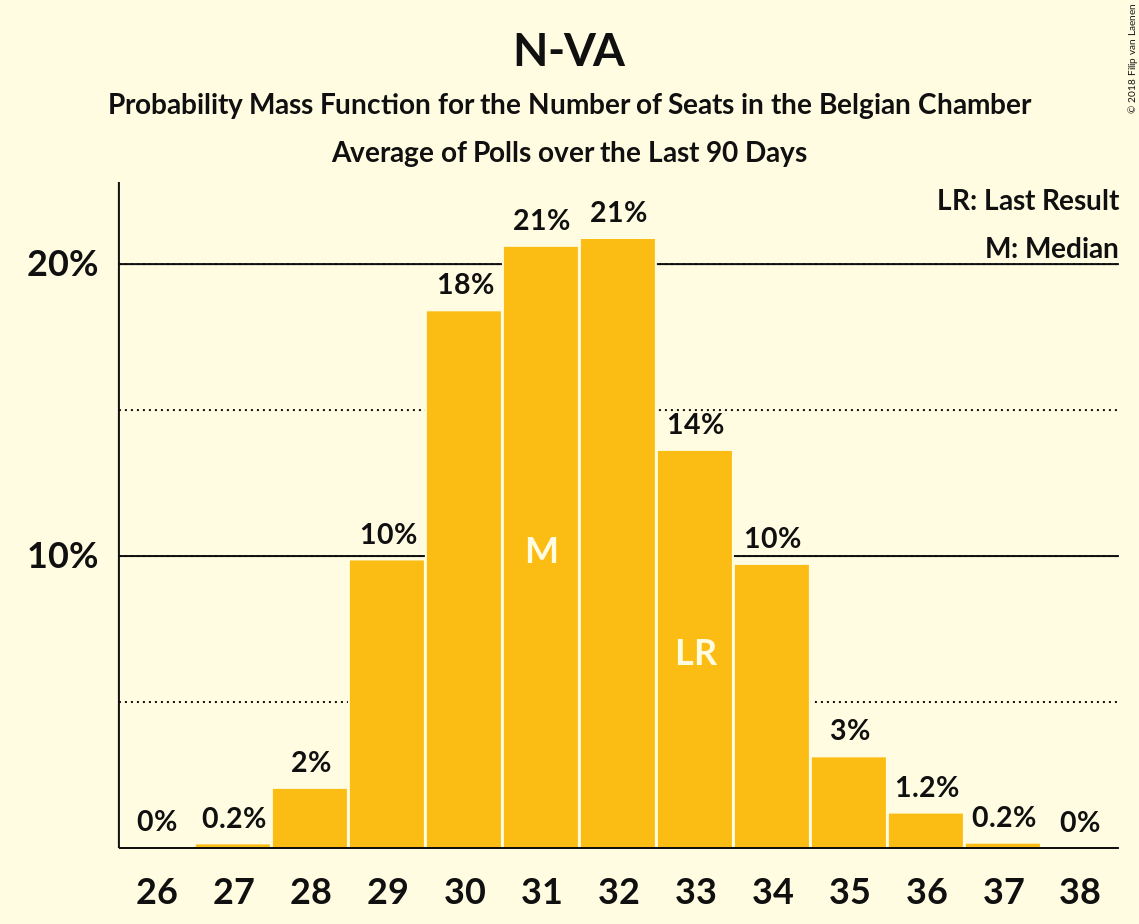 N-VA
Probability Mass Function for the Number of Seats in the Belgian Chamber
Average of Polls over the Last 90 Days
© 2018 Filip van Laenen
LR: Last Result
M: Median
20%
10%
0%
0.2%
2%
10%
18%
21%
21%
14%
10%
3%
1.2%
0.2%
0%
M
LR
26 27 28 29 30 31 32 33 34 35 36 37 38